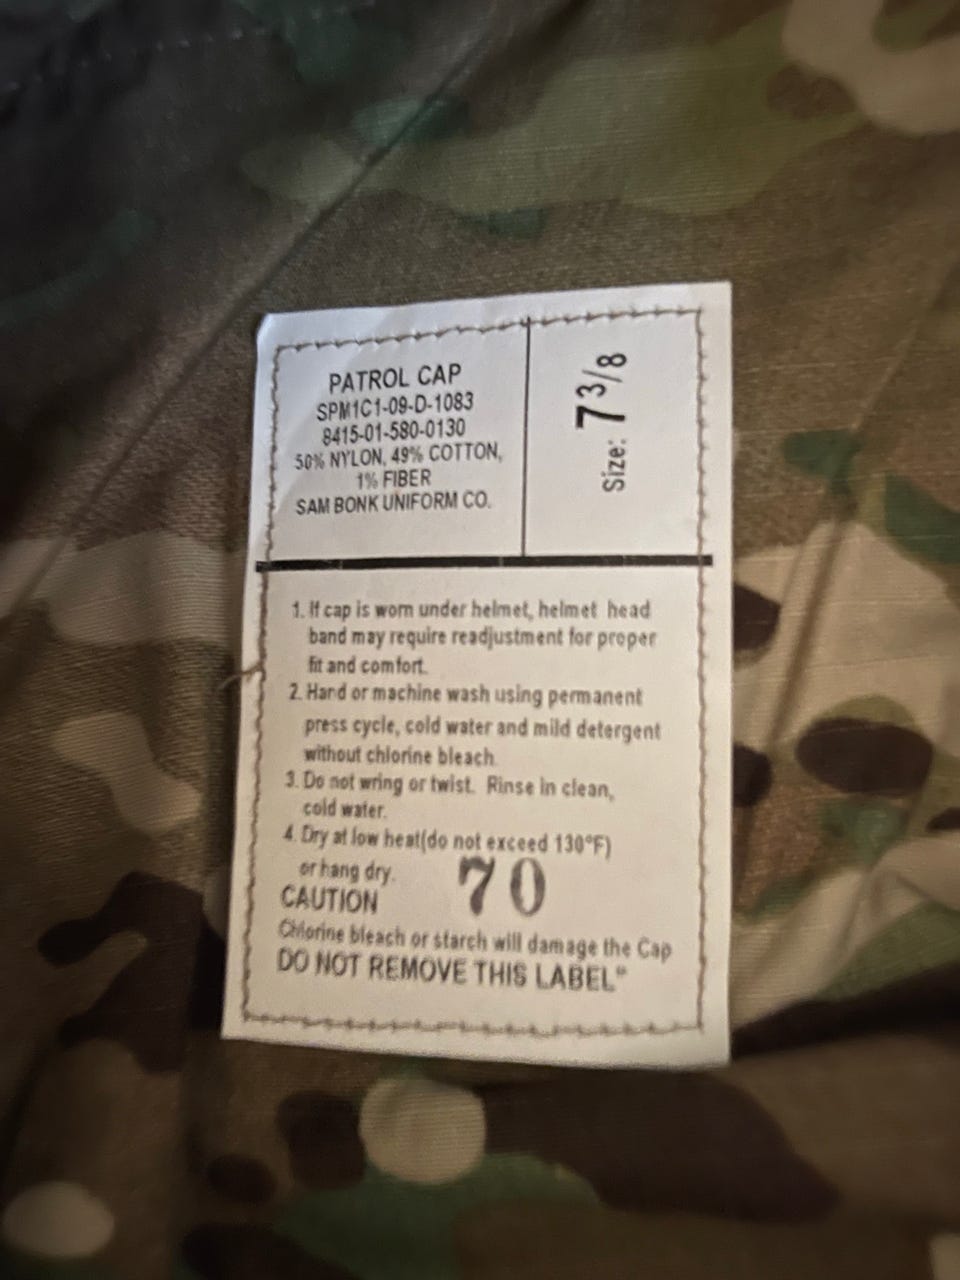 PATROL CAP
SPM1C1-09-D-1083
8415-01-580-0130
50% NYLON, 49% COTTON,
1% FIBER
SAM BONK UNIFORM CO.
Size: 7 3/8
1. If cap is worn under helmet, helmet head
band may require readjustment for proper
fit and comfort.
2. Hand or machine wash using permanent
press cycle, cold water and mild detergent
without chlorine bleach.
3. Do not wring or twist. Rinse in clean,
cold water.
4. Dry at low heat(do not exceed 130°F)
or hang dry.
70
CAUTION
Chlorine bleach or starch will damage the Cap
DO NOT REMOVE THIS LABEL"